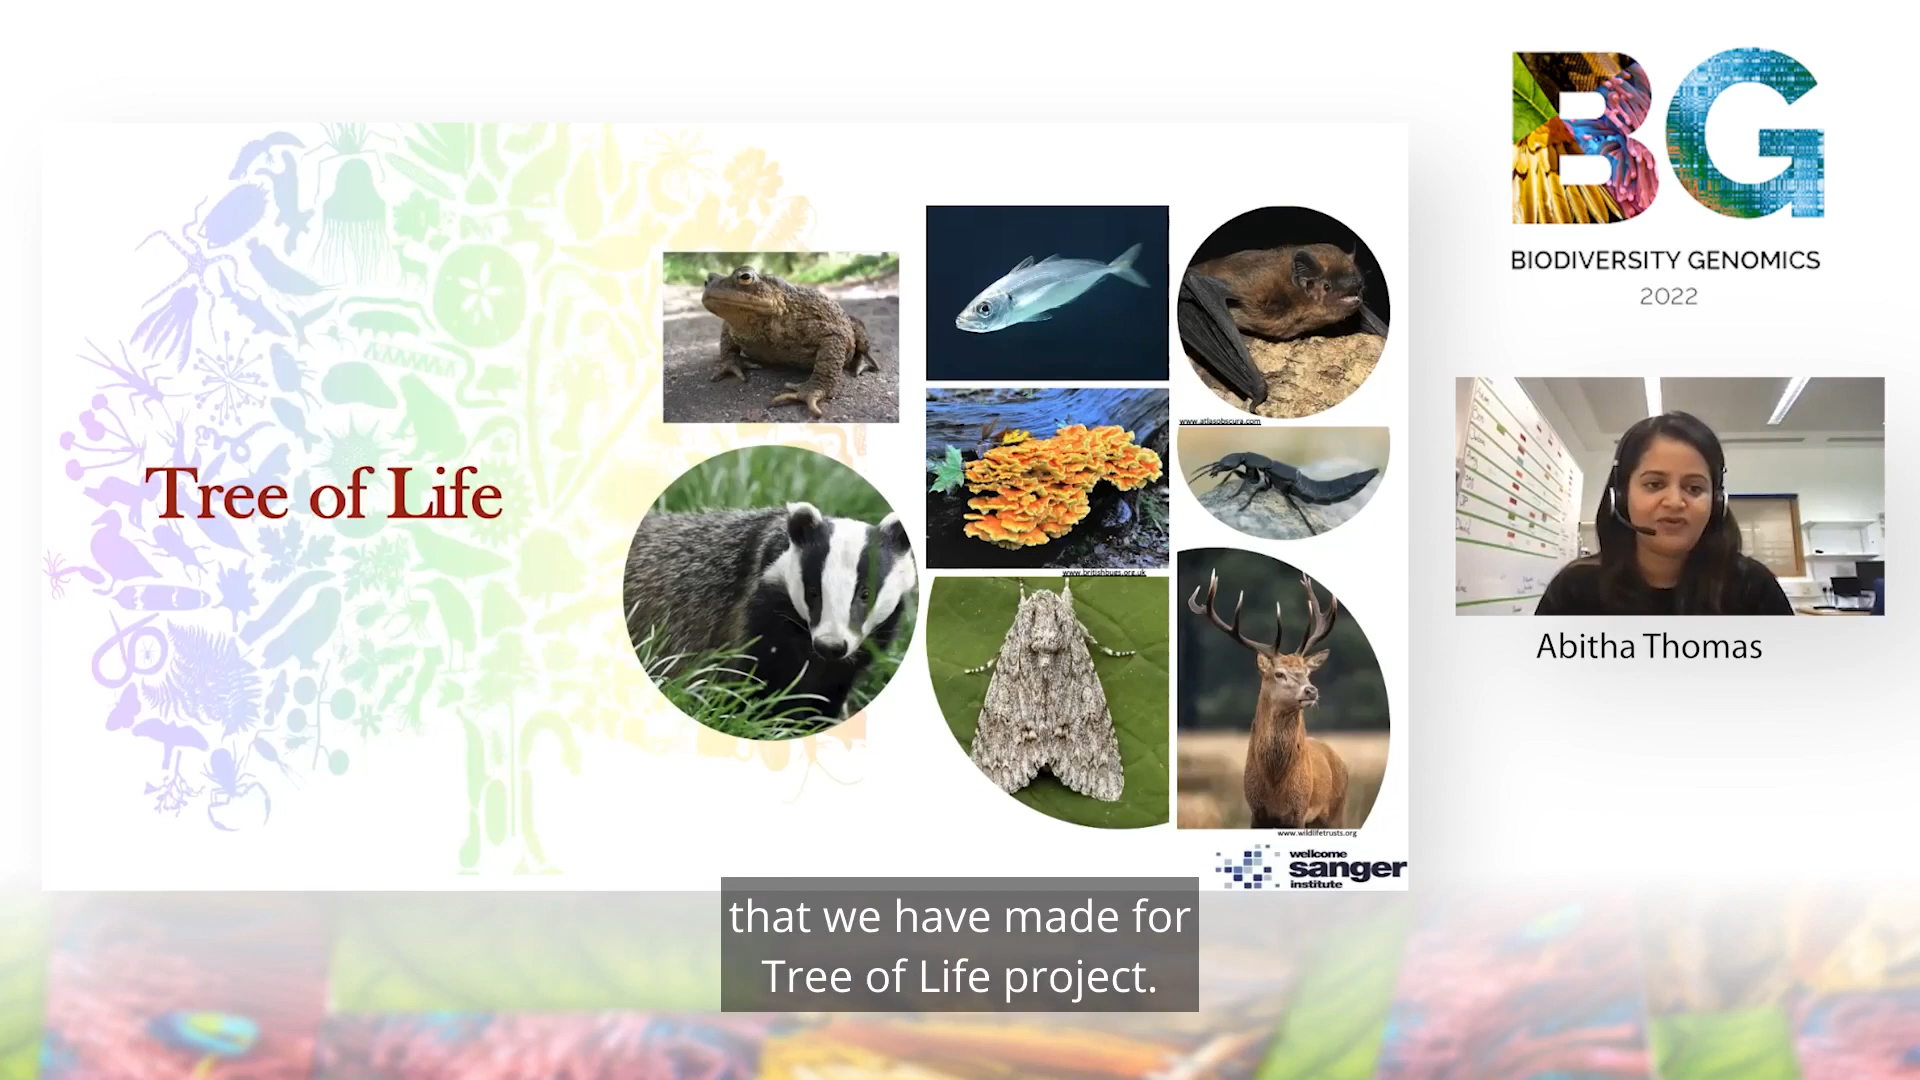 BG
BIODIVERSITY GENOMICS
2022
Tree of Life
www.atlasobscura.com
www.britishbugs.org.uk
www.wildlifetrusts.org
wellcome
sanger
institute
Abitha Thomas
that we have made for
Tree of Life project.